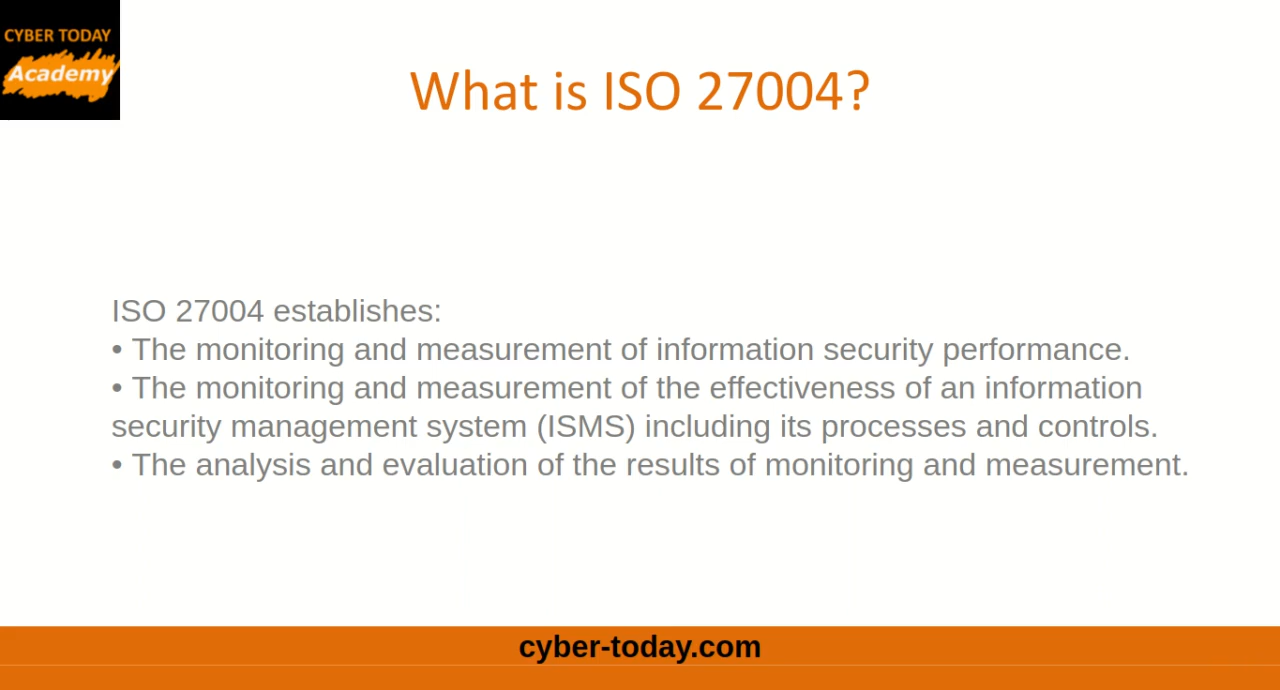 CYBER TODAY
Academy
What is ISO 27004?
ISO 27004 establishes:
• The monitoring and measurement of information security performance.
• The monitoring and measurement of the effectiveness of an information
security management system (ISMS) including its processes and controls.
• The analysis and evaluation of the results of monitoring and measurement.
cyber-today.com